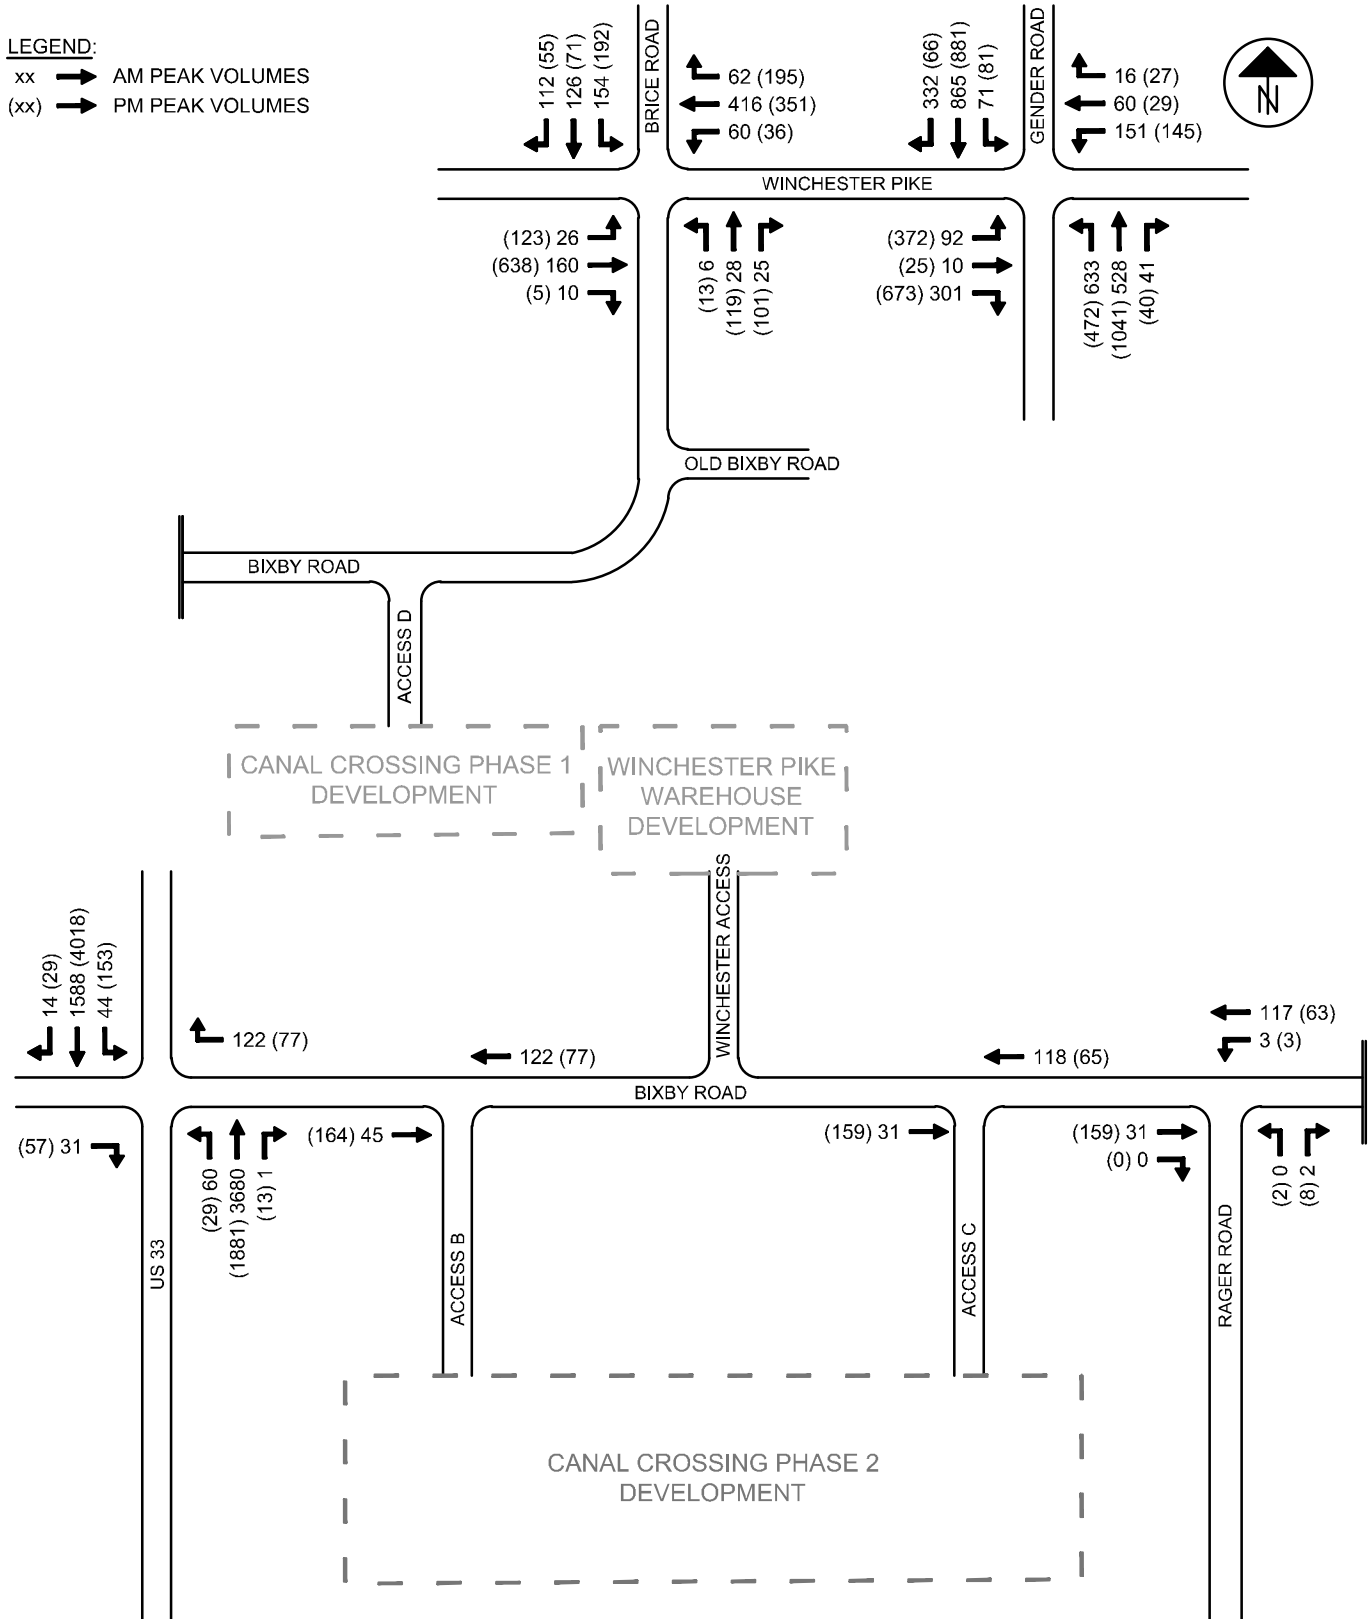 LEGEND:
xx AM PEAK VOLUMES
(xx) PM PEAK VOLUMES
112 (55)
126 (71)
154 (192)
BRICE ROAD
62 (195)
416 (351)
60 (36)
332 (66)
865 (881)
71 (81)
GENDER ROAD
16 (27)
60 (29)
151 (145)
N
WINCHESTER PIKE
(123) 26
(638) 160
(5) 10
(13) 6
(119) 28
(101) 25
(372) 92
(25) 10
(673) 301
(472) 633
(1041) 528
(40) 41
OLD BIXBY ROAD
BIXBY ROAD
ACCESS D
CANAL CROSSING PHASE 1
DEVELOPMENT
WINCHESTER PIKE
WAREHOUSE
DEVELOPMENT
WINCHESTER ACCESS
14 (29)
1588 (4018)
44 (153)
122 (77)
122 (77)
118 (65)
117 (63)
3 (3)
BIXBY ROAD
(57) 31
(29) 60
(1881) 3680
(13) 1
(164) 45
(159) 31
(159) 31
(0) 0
(2) 0
(8) 2
US 33
ACCESS B
ACCESS C
RAGER ROAD
CANAL CROSSING PHASE 2
DEVELOPMENT